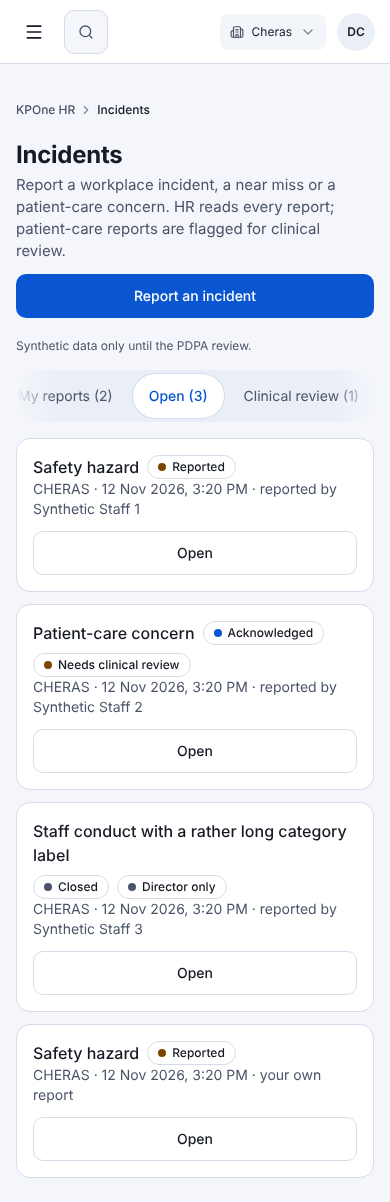 Cheras
DC
KPOne HR > Incidents
Incidents
Report a workplace incident, a near miss or a
patient-care concern. HR reads every report;
patient-care reports are flagged for clinical
review.
Report an incident
Synthetic data only until the PDPA review.
My reports (2) Open (3) Clinical review (1)
Safety hazard Reported
CHERAS · 12 Nov 2026, 3:20 PM · reported by
Synthetic Staff 1
Open
Patient-care concern Acknowledged
Needs clinical review
CHERAS · 12 Nov 2026, 3:20 PM · reported by
Synthetic Staff 2
Open
Staff conduct with a rather long category
label
Closed Director only
CHERAS · 12 Nov 2026, 3:20 PM · reported by
Synthetic Staff 3
Open
Safety hazard Reported
CHERAS · 12 Nov 2026, 3:20 PM · your own
report
Open